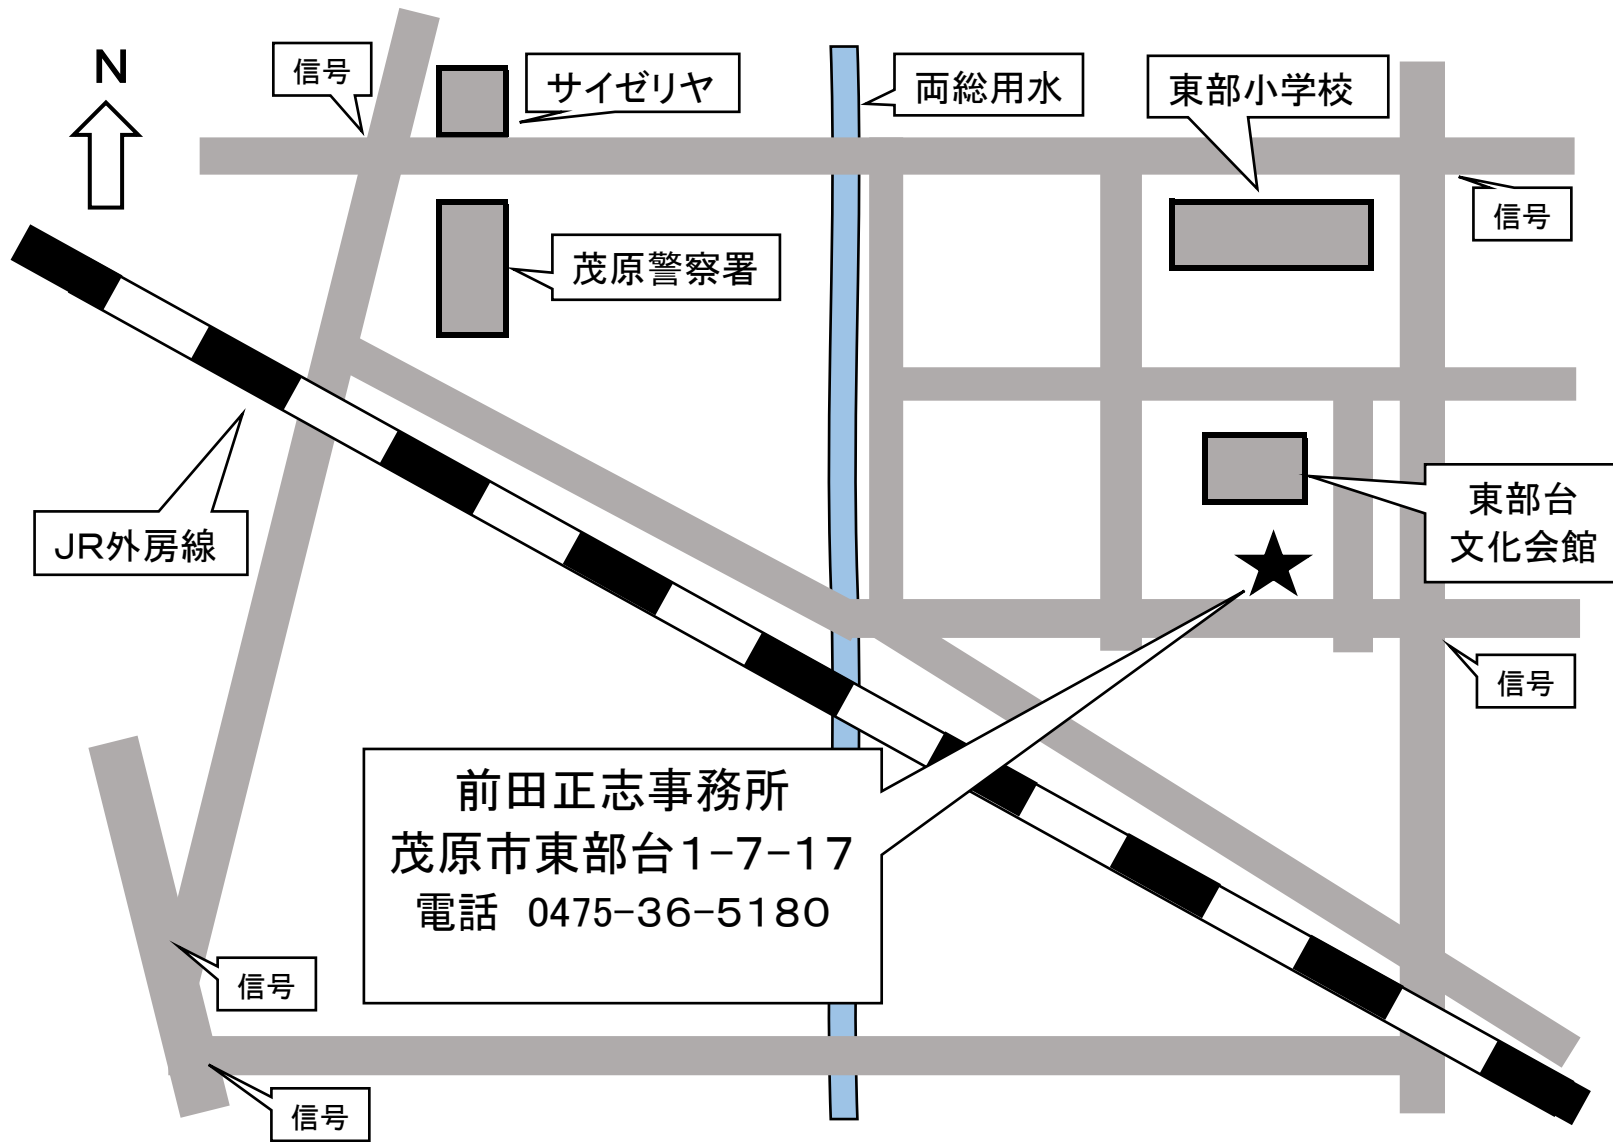 N
信号
サイゼリヤ
両総用水
東部小学校
信号
茂原警察署
JR外房線
東部台
文化会館
信号
前田正志事務所
茂原市東部台1-7-17
電話　0475-36-5180
信号
信号